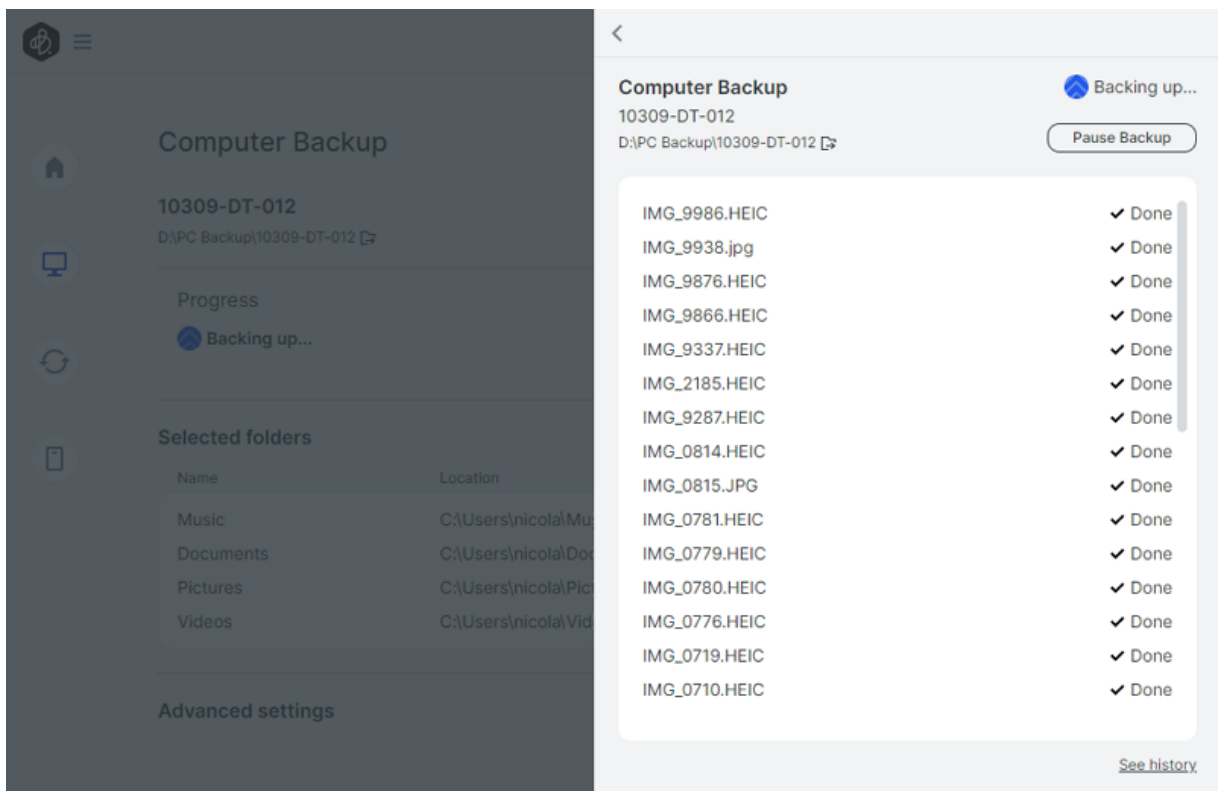 Computer Backup
10309-DT-012
D:\PC Backup\10309-DT-012
Progress
Backing up...
Selected folders
Name Location
Music C:\Users\nicola\Mu
Documents C:\Users\nicola\Doc
Pictures C:\Users\nicola\Pic
Videos C:\Users\nicola\Vid
Advanced settings
Computer Backup Backing up...
10309-DT-012
D:\PC Backup\10309-DT-012 Pause Backup
IMG_9986.HEIC Done
IMG_9938.jpg Done
IMG_9876.HEIC Done
IMG_9866.HEIC Done
IMG_9337.HEIC Done
IMG_2185.HEIC Done
IMG_9287.HEIC Done
IMG_0814.HEIC Done
IMG_0815.JPG Done
IMG_0781.HEIC Done
IMG_0779.HEIC Done
IMG_0780.HEIC Done
IMG_0776.HEIC Done
IMG_0719.HEIC Done
IMG_0710.HEIC Done
See history